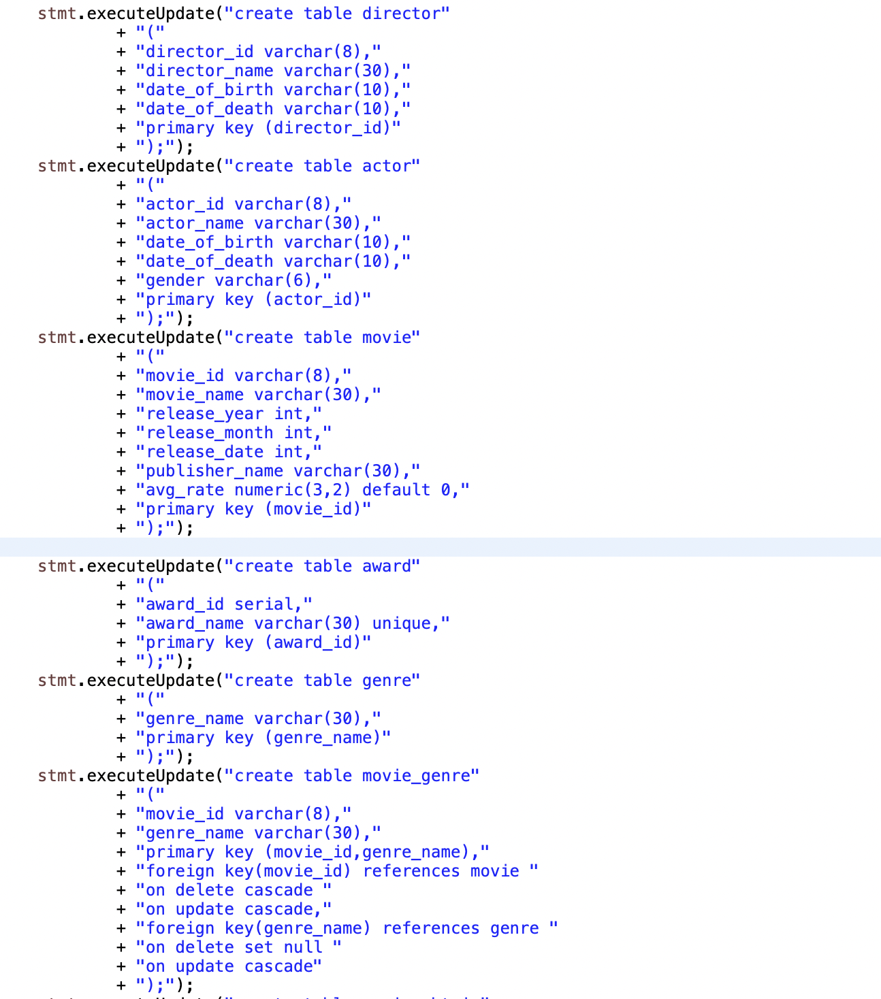 stmt.executeUpdate("create table director"
+ "("
+ "director_id varchar(8),"
+ "director_name varchar(30),"
+ "date_of_birth varchar(10),"
+ "date_of_death varchar(10),"
+ "primary key (director_id)"
+ ");");
stmt.executeUpdate("create table actor"
+ "("
+ "actor_id varchar(8),"
+ "actor_name varchar(30),"
+ "date_of_birth varchar(10),"
+ "date_of_death varchar(10),"
+ "gender varchar(6),"
+ "primary key (actor_id)"
+ ");");
stmt.executeUpdate("create table movie"
+ "("
+ "movie_id varchar(8),"
+ "movie_name varchar(30),"
+ "release_year int,"
+ "release_month int,"
+ "release_date int,"
+ "publisher_name varchar(30),"
+ "avg_rate numeric(3,2) default 0,"
+ "primary key (movie_id)"
+ ");");
stmt.executeUpdate("create table award"
+ "("
+ "award_id serial,"
+ "award_name varchar(30) unique,"
+ "primary key (award_id)"
+ ");");
stmt.executeUpdate("create table genre"
+ "("
+ "genre_name varchar(30),"
+ "primary key (genre_name)"
+ ");");
stmt.executeUpdate("create table movie_genre"
+ "("
+ "movie_id varchar(8),"
+ "genre_name varchar(30),"
+ "primary key (movie_id,genre_name),"
+ "foreign key(movie_id) references movie "
+ "on delete cascade "
+ "on update cascade,"
+ "foreign key(genre_name) references genre "
+ "on delete set null "
+ "on update cascade"
+ ");");